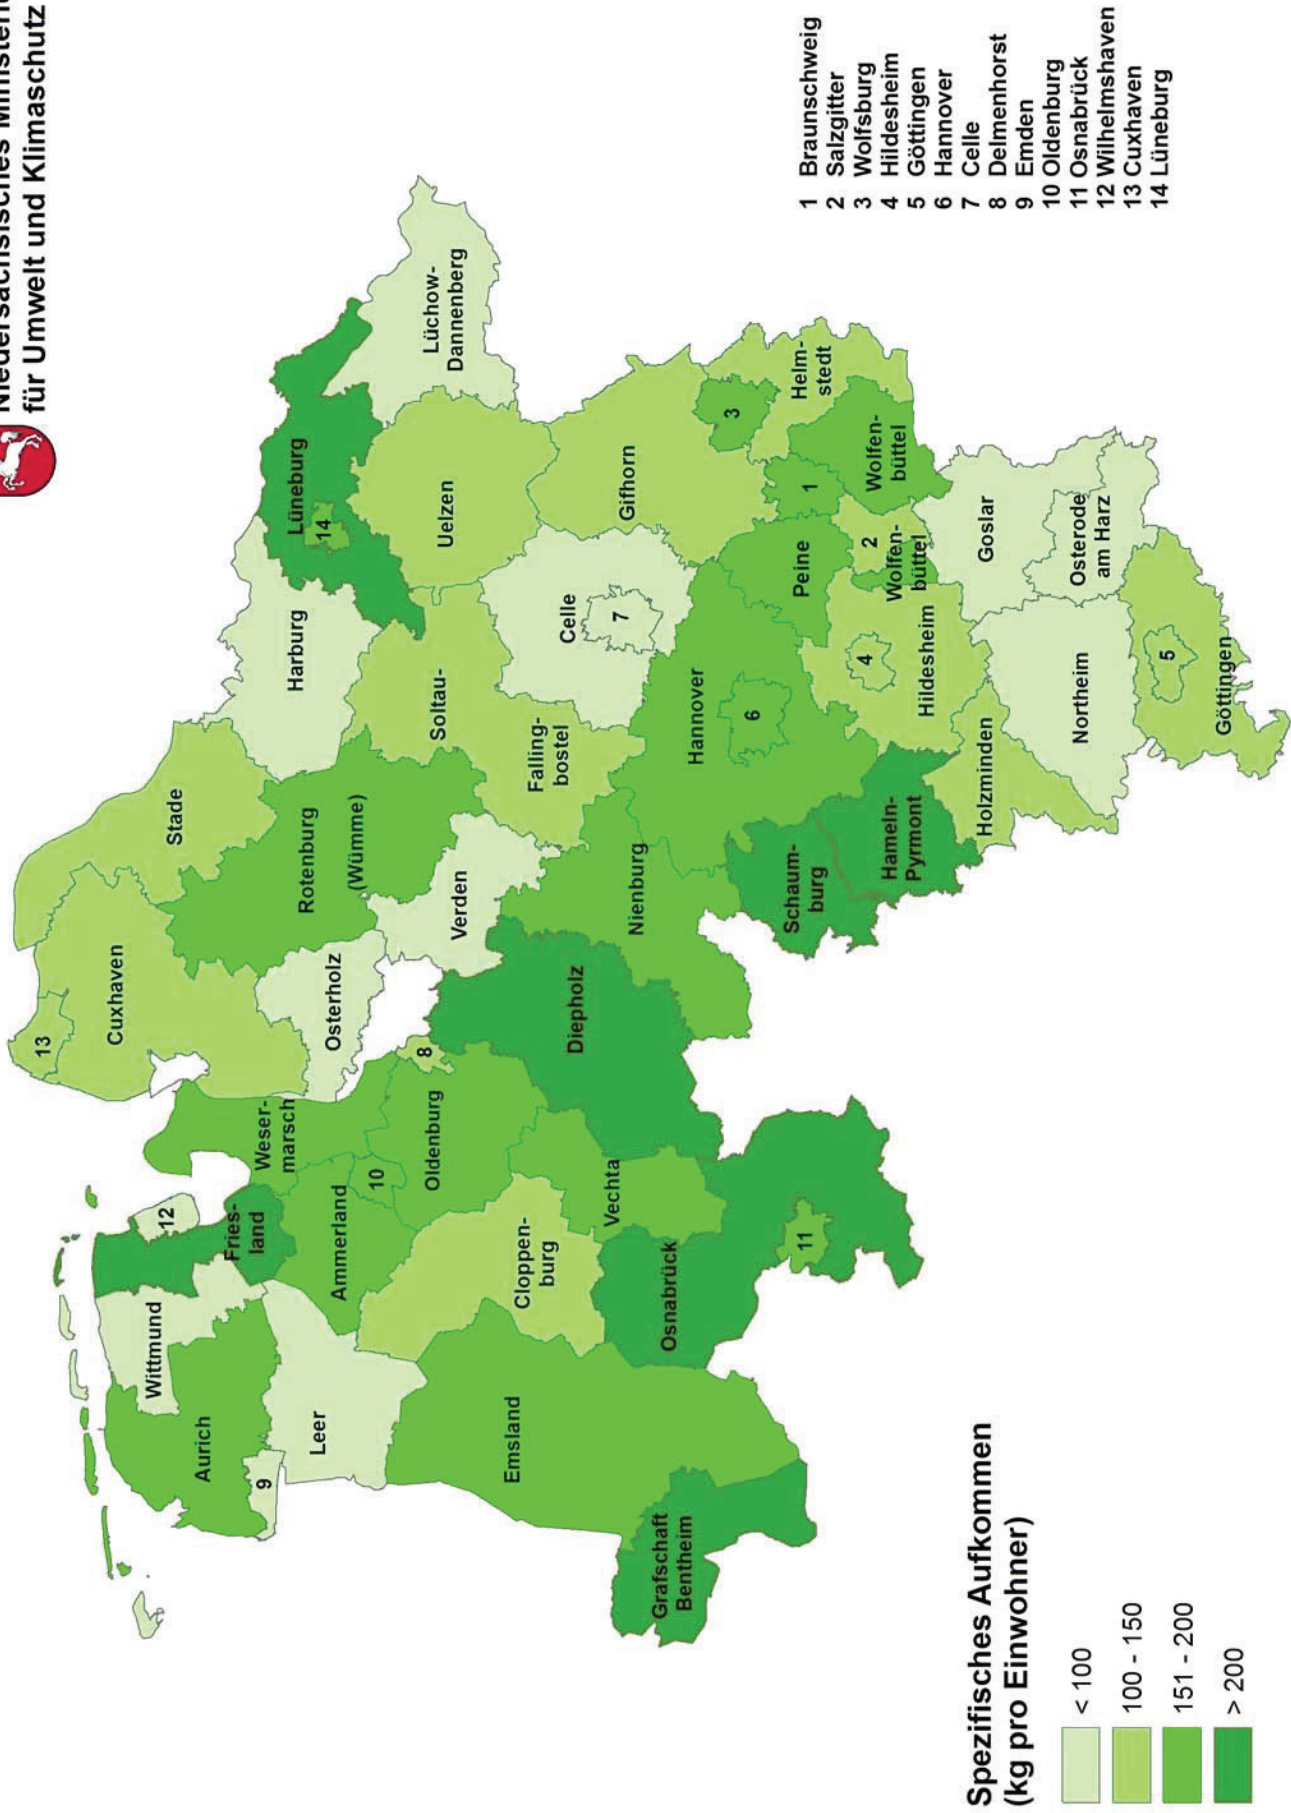 für Umwelt und Klimaschutz
13
Cuxhaven
Stade
Osterholz
Rotenburg
(Wümme)
Verden
Harburg
Lüneburg
14
Lüchow-
Dannenberg
Uelzen
Soltau-
Falling-
bostel
Celle
7
Gifhorn
3
Helm-
stedt
Wolfen-
büttel
1
Peine
2
Wolfen-
büttel
Goslar
Osterode
am Harz
Hannover
6
4
Hildesheim
Northeim
5
Göttingen
Holzminden
Hameln-
Pyrmont
Schaum-
burg
Nienburg
Diepholz
8
Oldenburg
10
Weser-
marsch
12
Fries-
land
Ammerland
Wittmund
Aurich
9
Leer
Cloppen-
burg
Vechta
Osnabrück
11
Emsland
Grafschaft
Bentheim
1 Braunschweig
2 Salzgitter
3 Wolfsburg
4 Hildesheim
5 Göttingen
6 Hannover
7 Celle
8 Delmenhorst
9 Emden
10 Oldenburg
11 Osnabrück
12 Wilhelmshaven
13 Cuxhaven
14 Lüneburg
Spezifisches Aufkommen
(kg pro Einwohner)
< 100
100 - 150
151 - 200
> 200